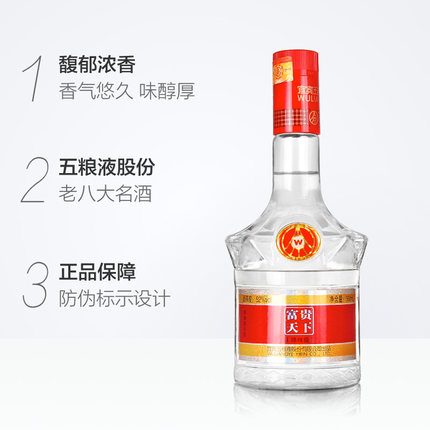 1
馥郁浓香
香气悠久 味醇厚
2
五粮液股份
老八大名酒
3
正品保障
防伪标示设计
W
52%vol
富贵
天下